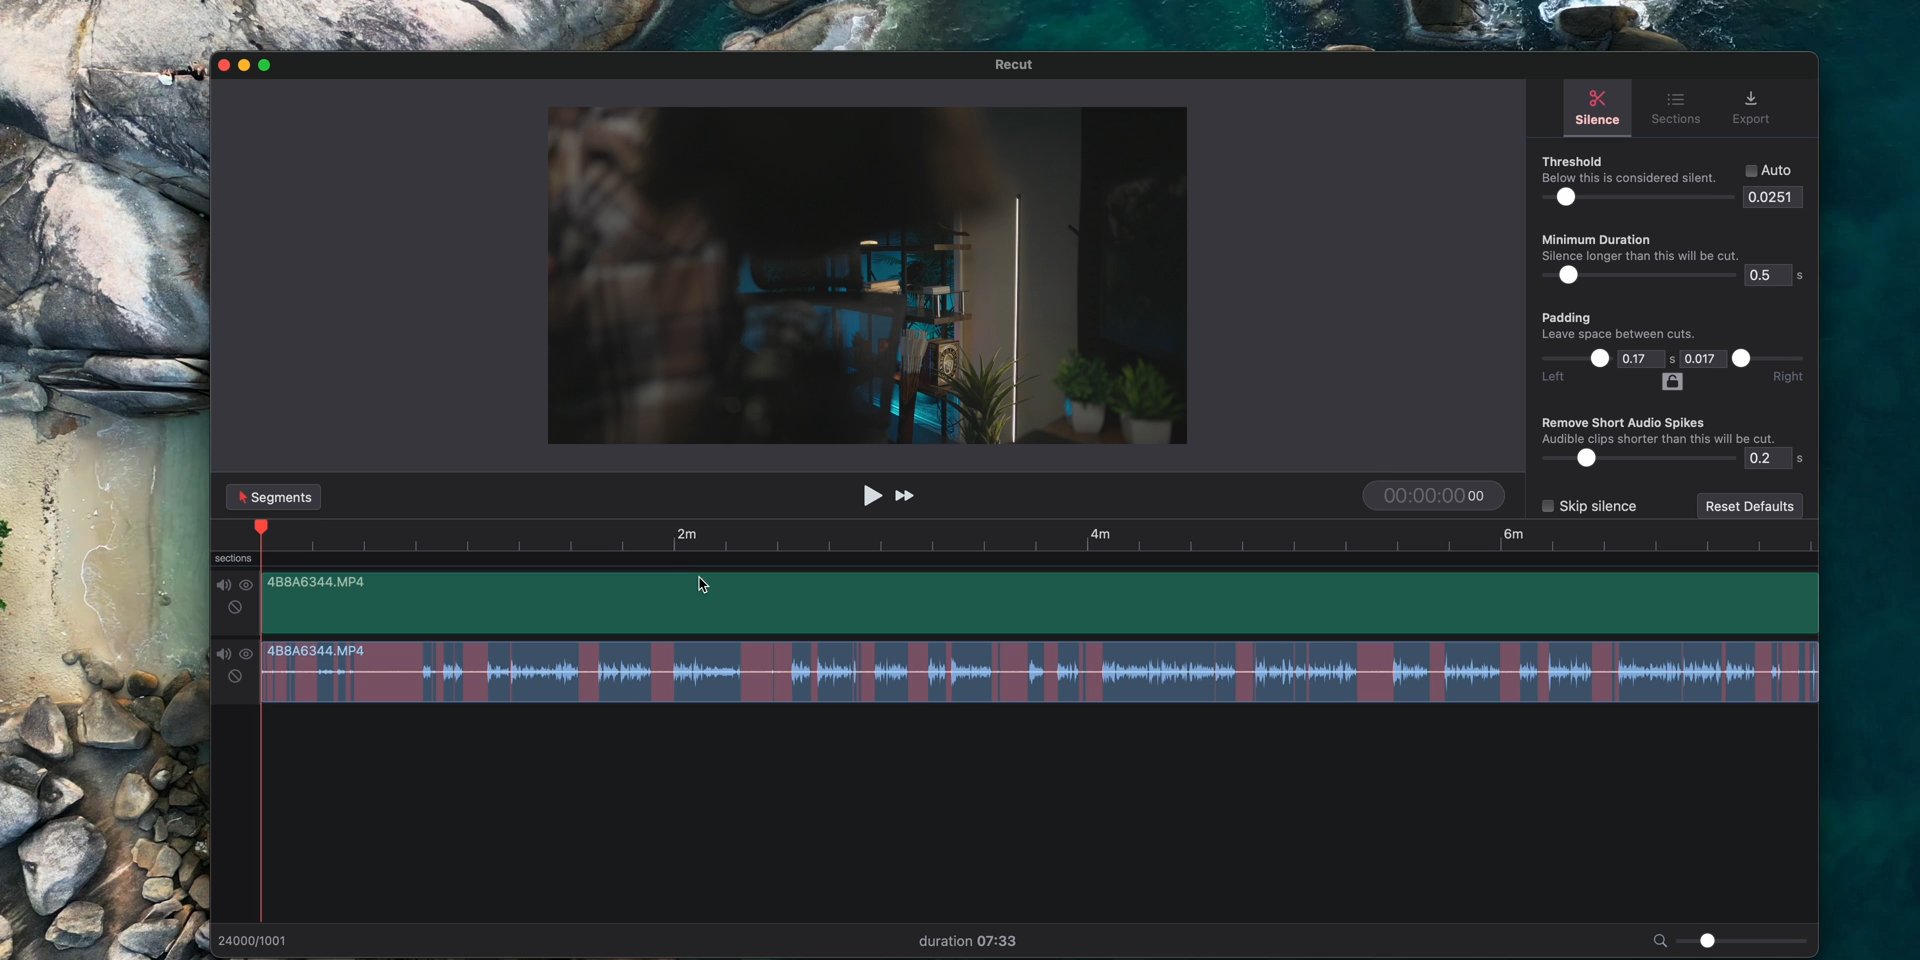 Recut
Silence
Sections
Export
Threshold
Below this is considered silent.
Auto
0.0251
Minimum Duration
Silence longer than this will be cut.
0.5 s
Padding
Leave space between cuts.
0.17 s 0.017
Left
Right
Remove Short Audio Spikes
Audible clips shorter than this will be cut.
0.2 s
Segments
00:00:00 00
Skip silence
Reset Defaults
2m
4m
6m
sections
4B8A6344.MP4
4B8A6344.MP4
24000/1001
duration 07:33